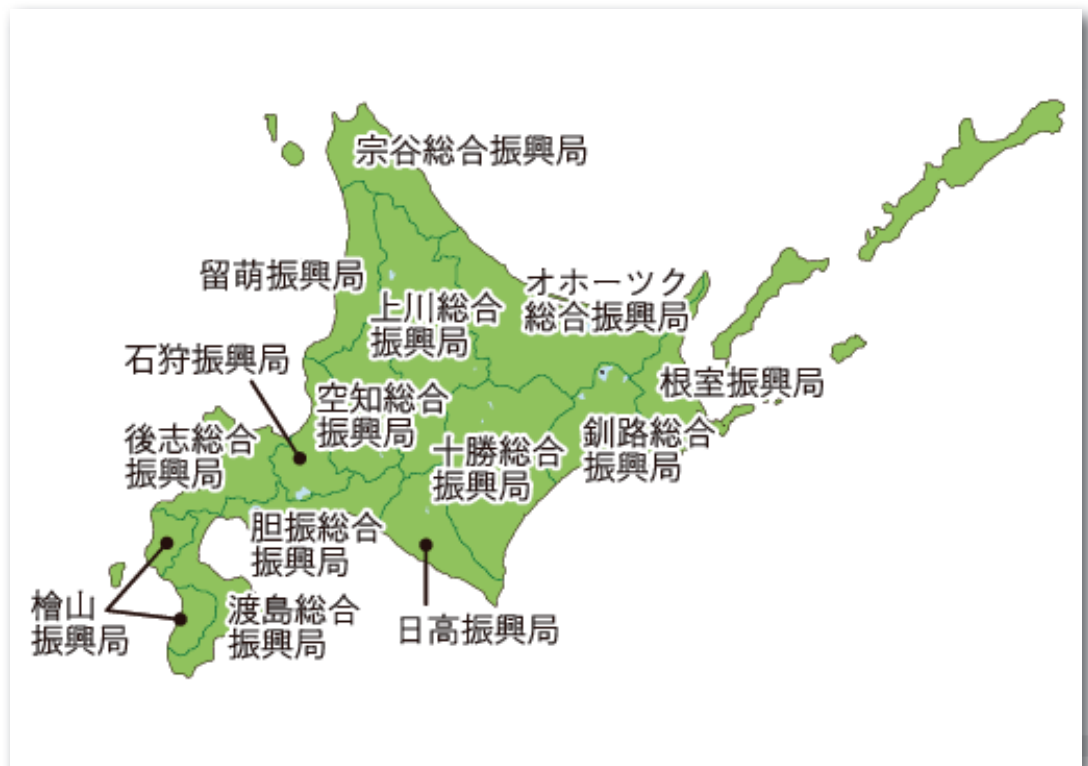 宗谷総合振興局
留萌振興局
オホーツク
総合振興局
上川総合
振興局
石狩振興局
根室振興局
空知総合
振興局
後志総合
振興局
釧路総合
振興局
十勝総合
振興局
胆振総合
振興局
檜山
振興局
渡島総合
振興局
日高振興局